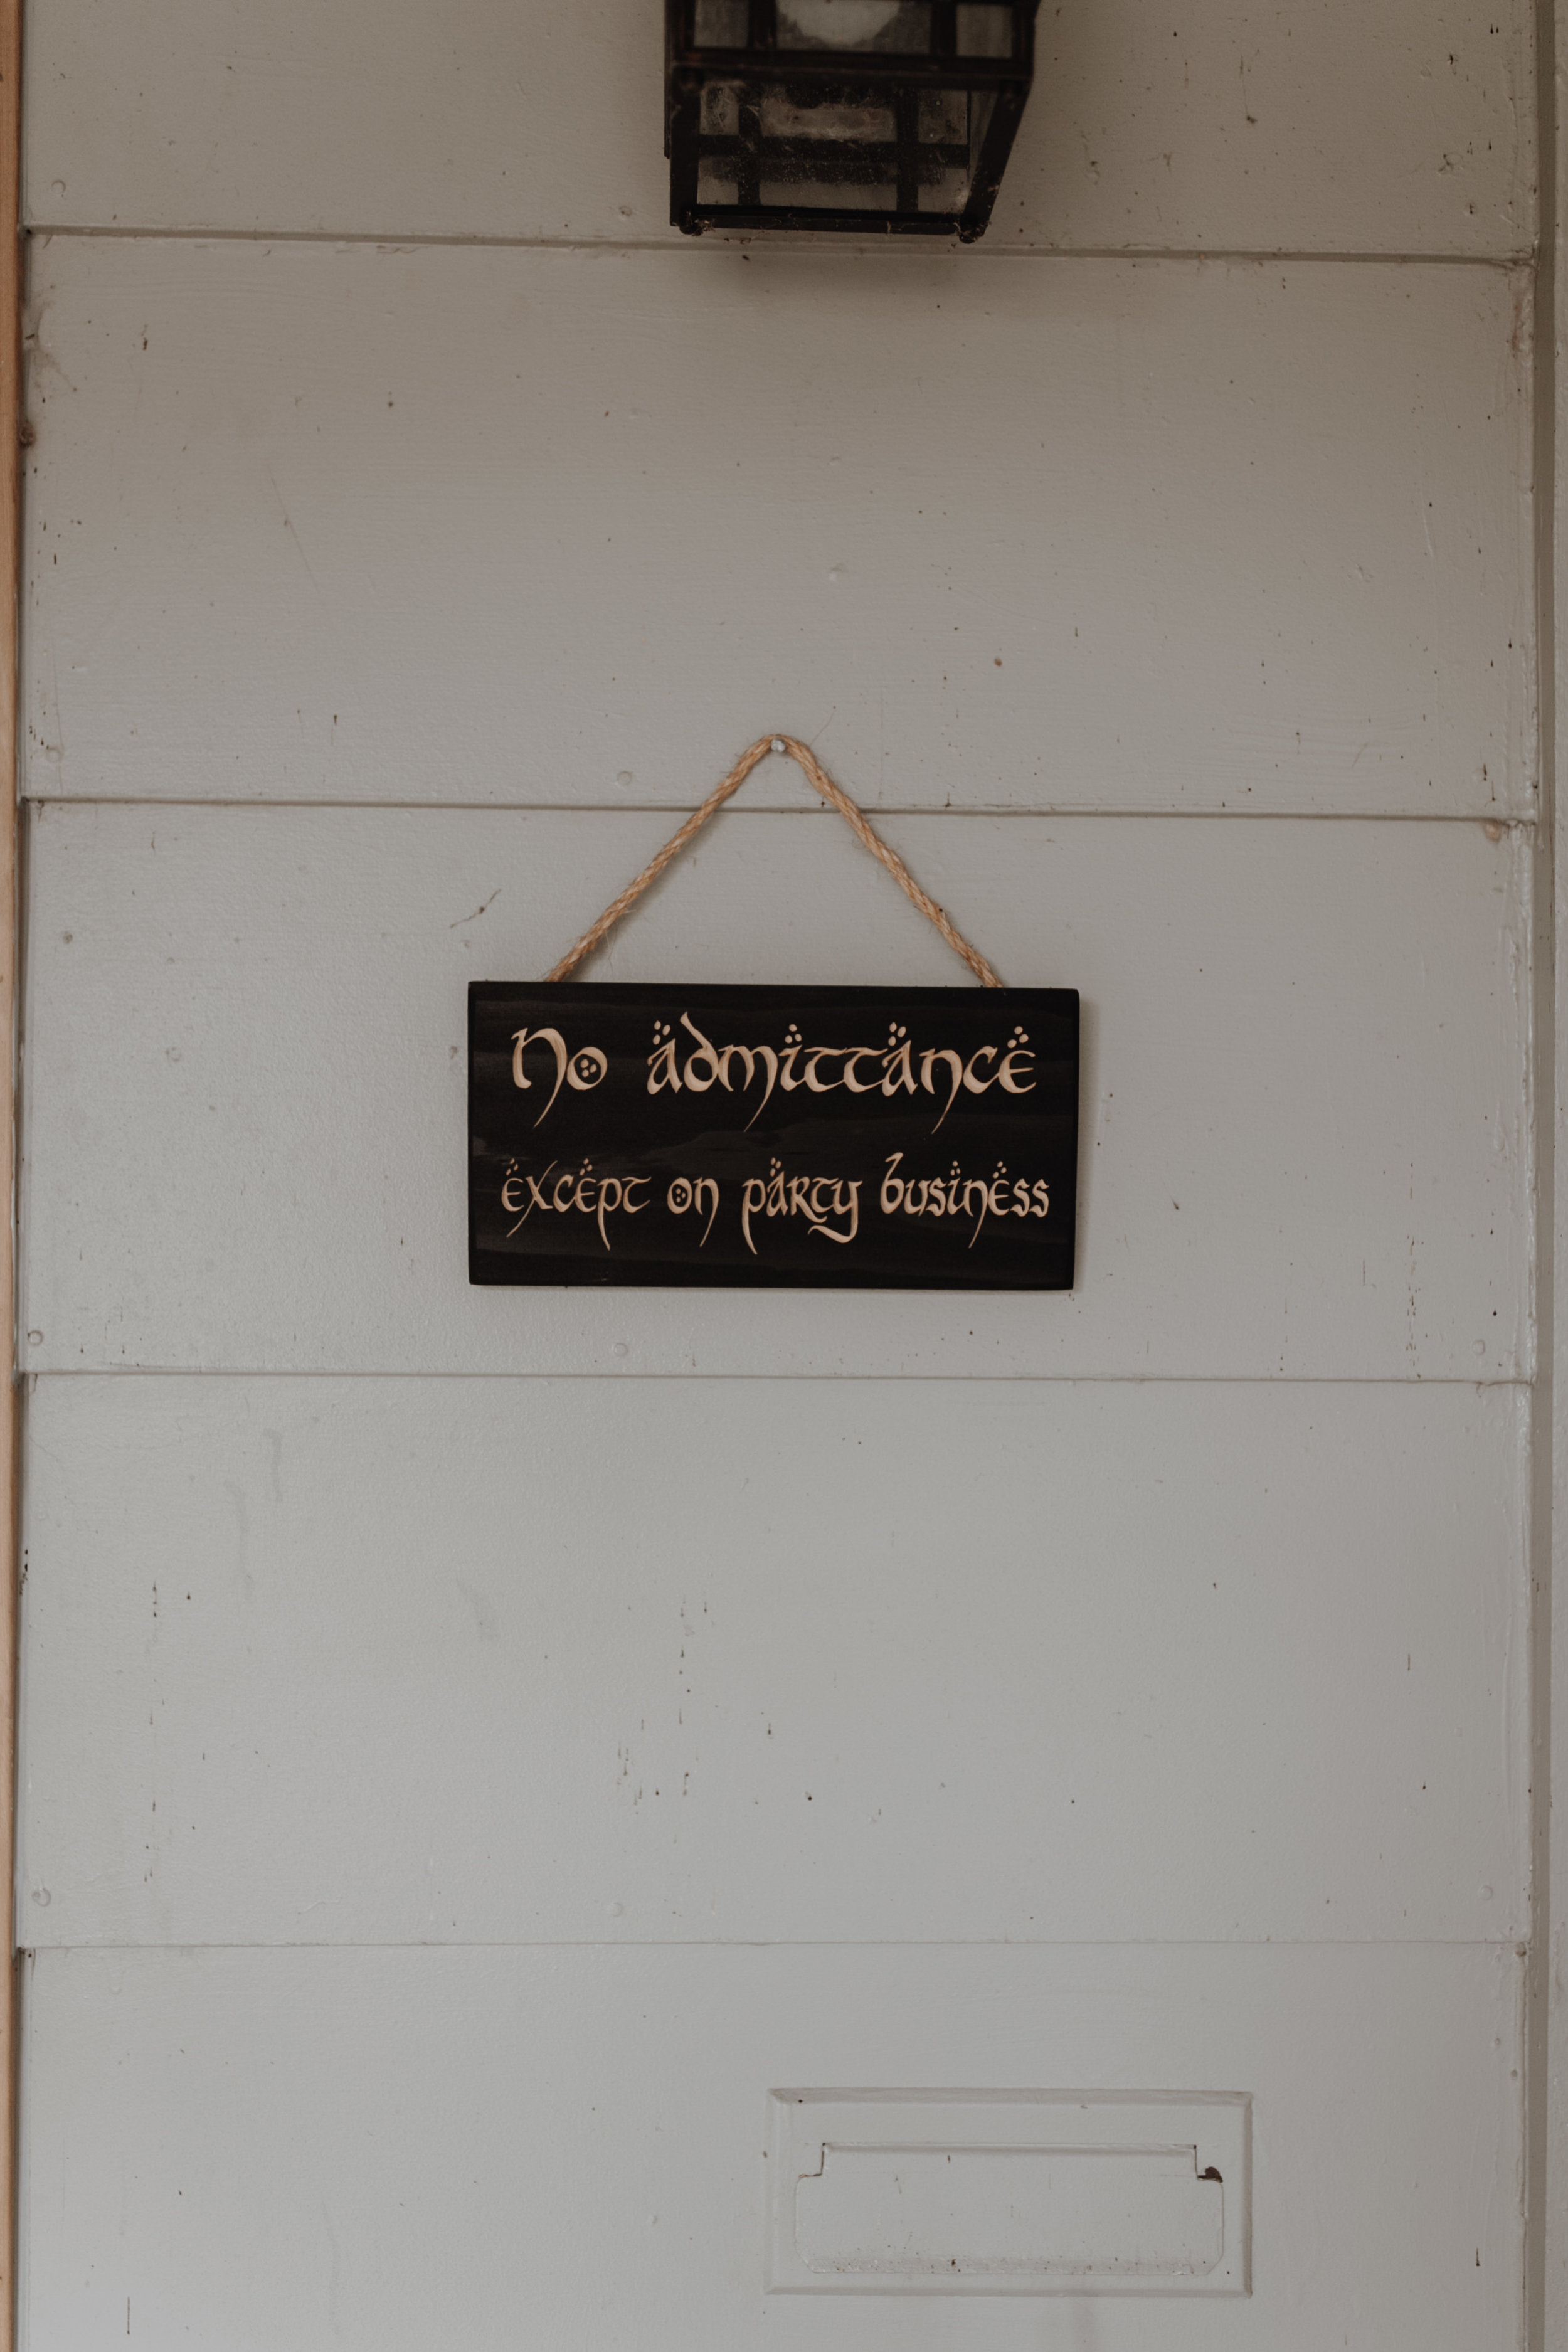 No admittance
except on party business